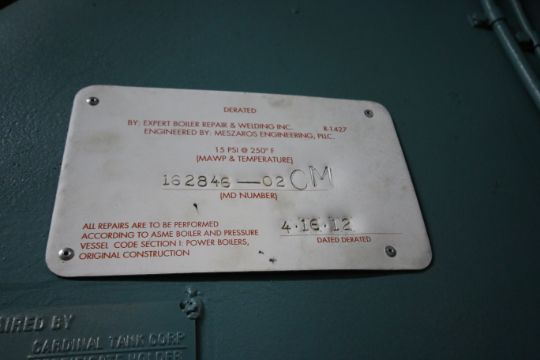 DERATED
BY: EXPERT BOILER REPAIR & WELDING INC. R-1427
ENGINEERED BY: MESZAROS ENGINEERING, PLLC.
15 PSI @ 250° F
(MAWP & TEMPERATURE)
162846-02 OM
(MD NUMBER)
ALL REPAIRS ARE TO BE PERFORMED
ACCORDING TO ASME BOILER AND PRESSURE
VESSEL CODE SECTION I: POWER BOILERS,
ORIGINAL CONSTRUCTION
4·16·12
DATED DERATED
BY
CARDINAL TANK CORP
HOLDER